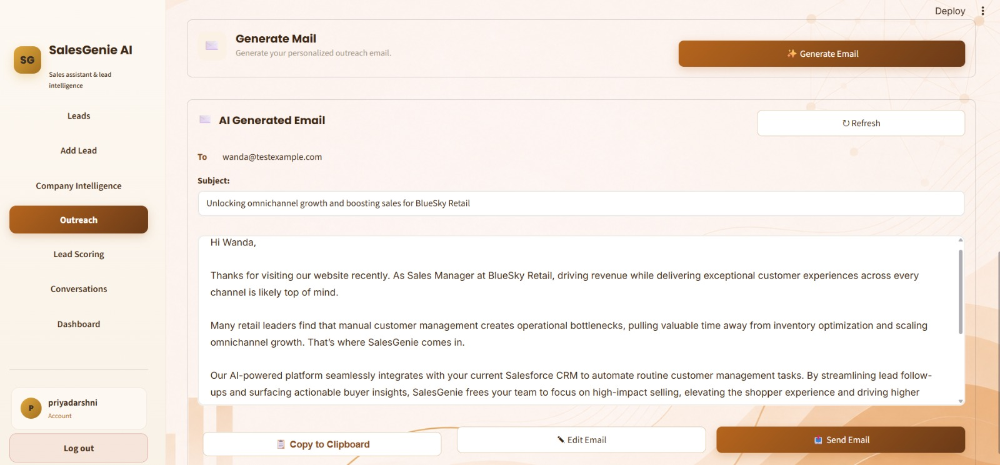 Deploy
SG
SalesGenie AI
Sales assistant & lead
intelligence
Leads
Add Lead
Company Intelligence
Outreach
Lead Scoring
Conversations
Dashboard
P
priyadarshni
Account
Log out
Generate Mail
Generate your personalized outreach email.
✨ Generate Email
AI Generated Email
↻ Refresh
To wanda@testexample.com
Subject:
Unlocking omnichannel growth and boosting sales for BlueSky Retail
Hi Wanda,
Thanks for visiting our website recently. As Sales Manager at BlueSky Retail, driving revenue while delivering exceptional customer experiences across every
channel is likely top of mind.
Many retail leaders find that manual customer management creates operational bottlenecks, pulling valuable time away from inventory optimization and scaling
omnichannel growth. That’s where SalesGenie comes in.
Our AI-powered platform seamlessly integrates with your current Salesforce CRM to automate routine customer management tasks. By streamlining lead follow-
ups and surfacing actionable buyer insights, SalesGenie frees your team to focus on high-impact selling, elevating the shopper experience and driving higher
Copy to Clipboard
Edit Email
Send Email